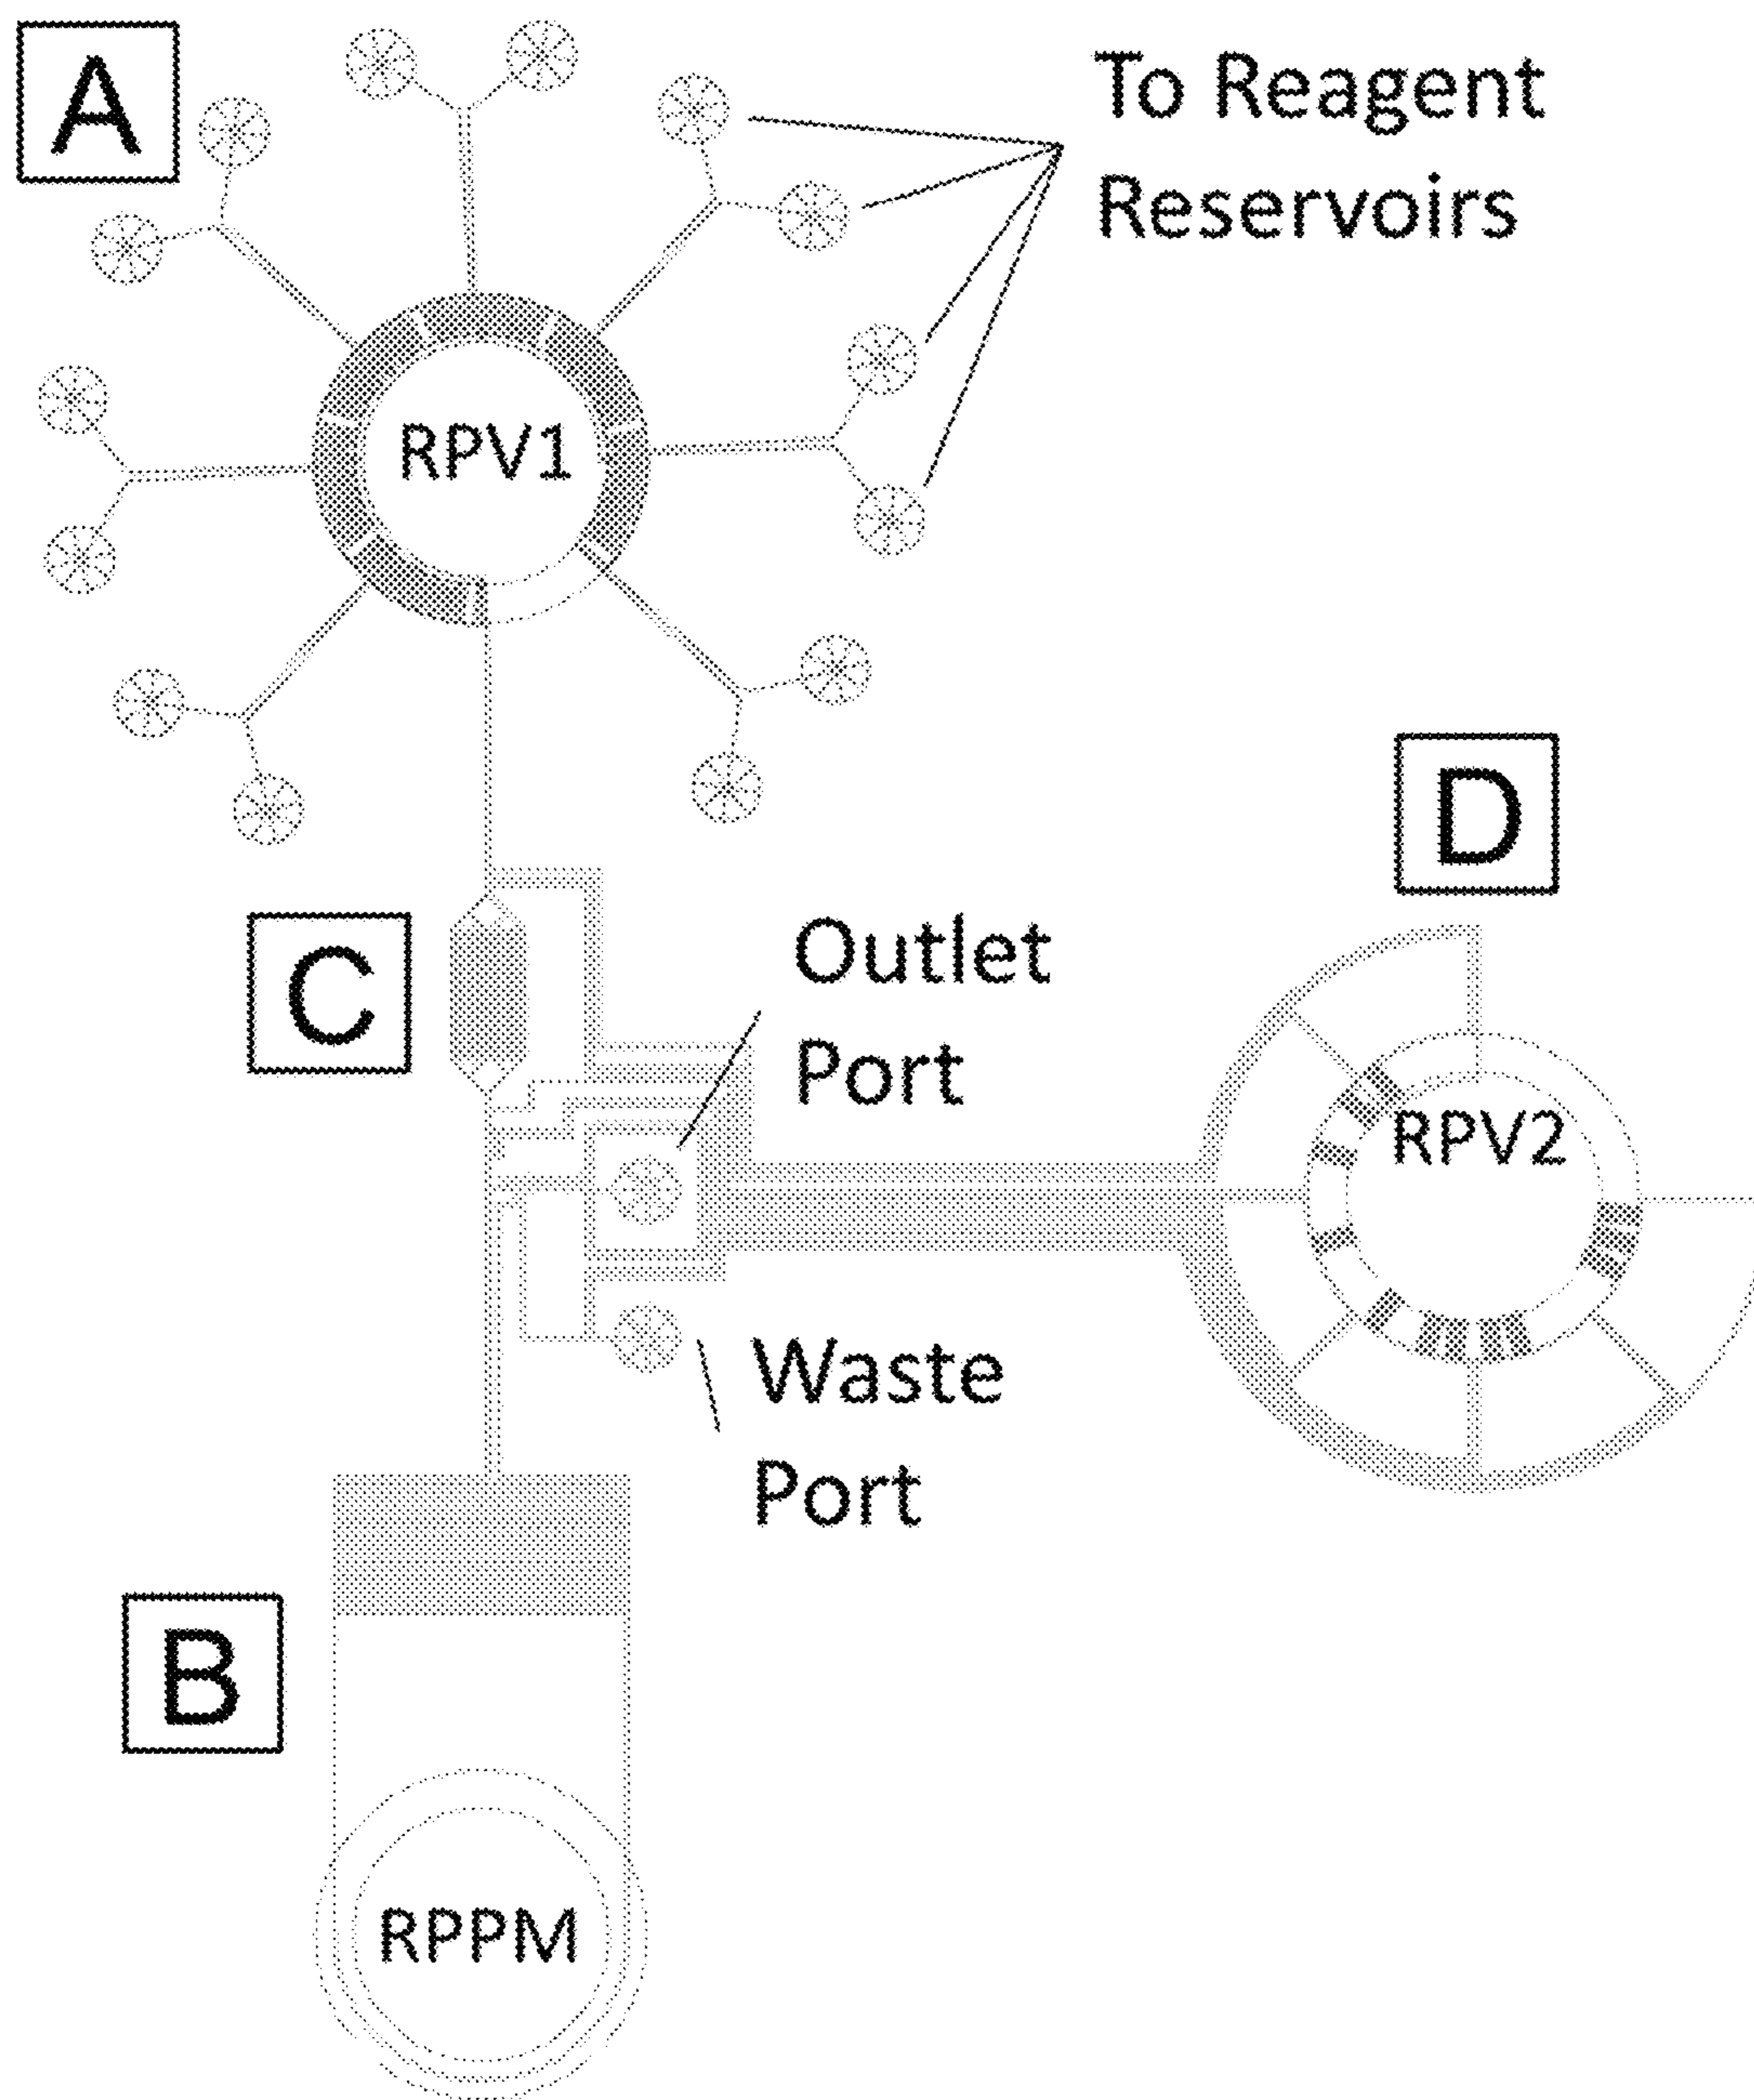 A
To Reagent
Reservoirs
RPV1
D
C
Outlet
Port
RPV2
Waste
Port
B
RPPM